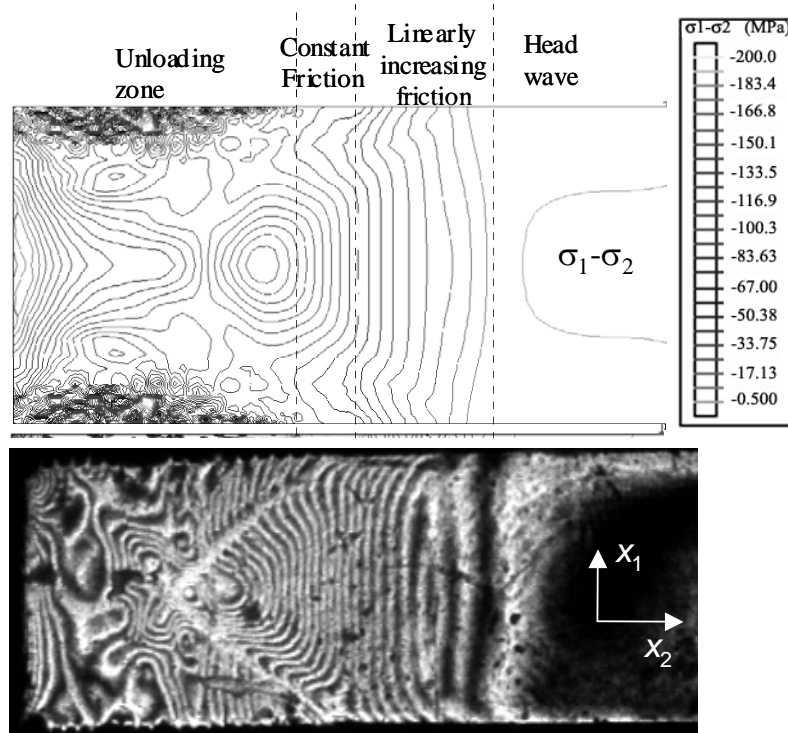 Unloading
zone
Constant
Friction
Linearly
increasing
friction
Head
wave
σ1-σ2 (MPa)
-200.0
-183.4
-166.8
-150.1
-133.5
-116.9
-100.3
-83.63
-67.00
-50.38
-33.75
-17.13
-0.500
σ1-σ2
x1
x2